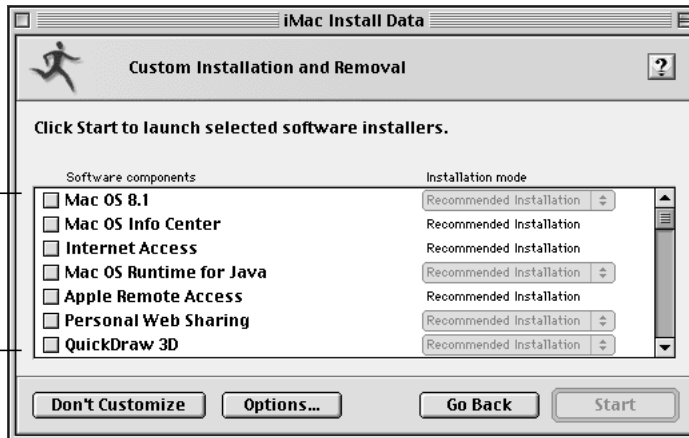 iMac Install Data
Custom Installation and Removal
?
Click Start to launch selected software installers.
Software components Installation mode
Mac OS 8.1 Recommended Installation
Mac OS Info Center Recommended Installation
Internet Access Recommended Installation
Mac OS Runtime for Java Recommended Installation
Apple Remote Access Recommended Installation
Personal Web Sharing Recommended Installation
QuickDraw 3D Recommended Installation
Don't Customize Options... Go Back Start